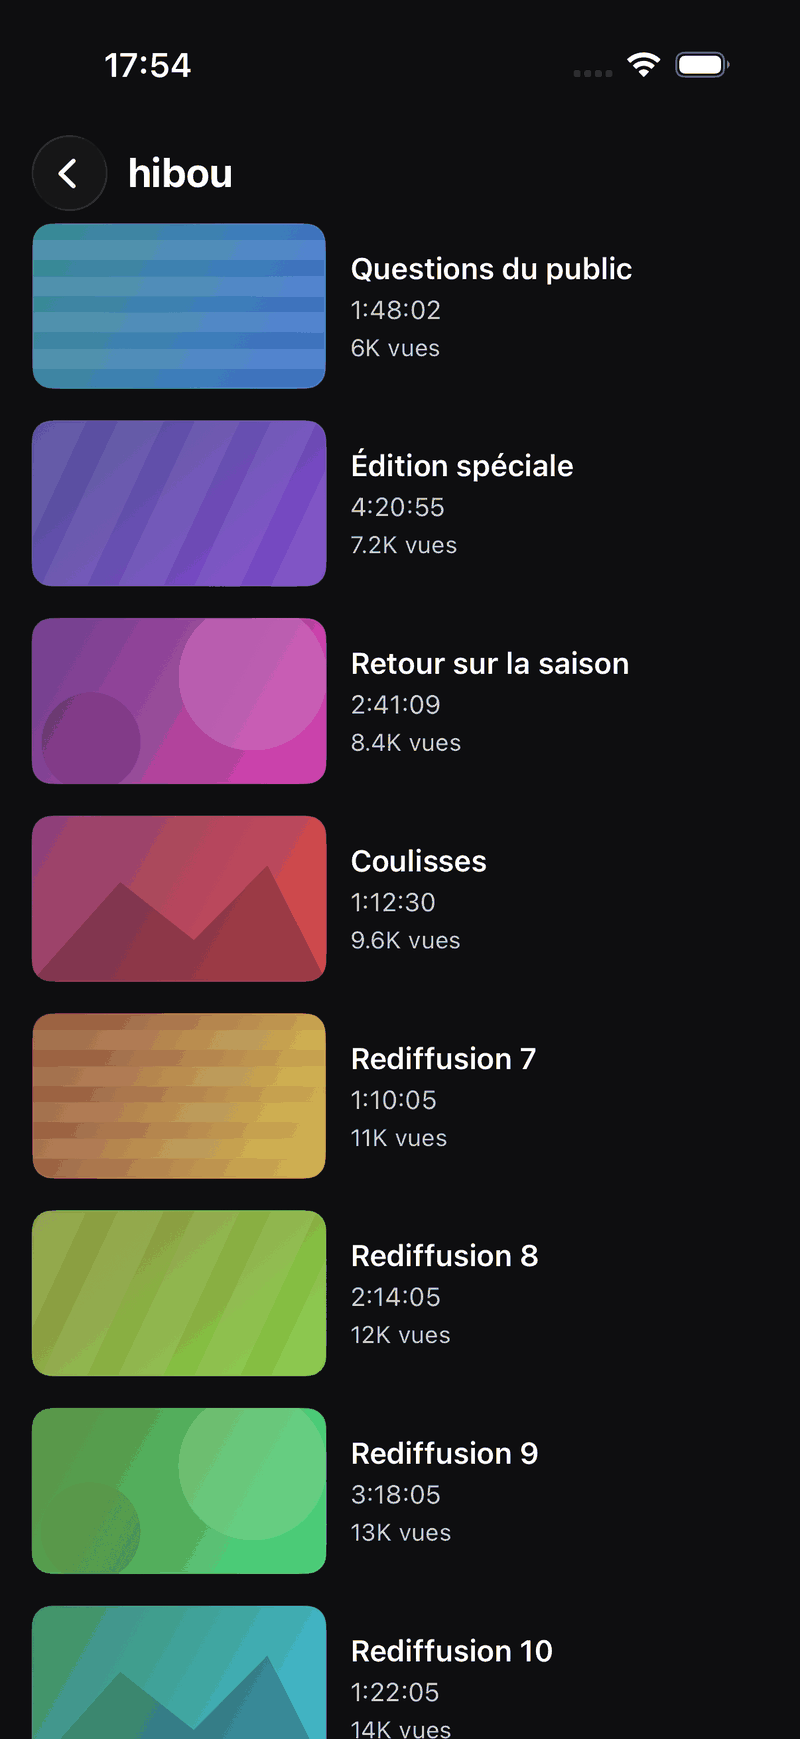 17:54
hibou
Questions du public
1:48:02
6K vues
Édition spéciale
4:20:55
7.2K vues
Retour sur la saison
2:41:09
8.4K vues
Coulisses
1:12:30
9.6K vues
Rediffusion 7
1:10:05
11K vues
Rediffusion 8
2:14:05
12K vues
Rediffusion 9
3:18:05
13K vues
Rediffusion 10
1:22:05
14K vues